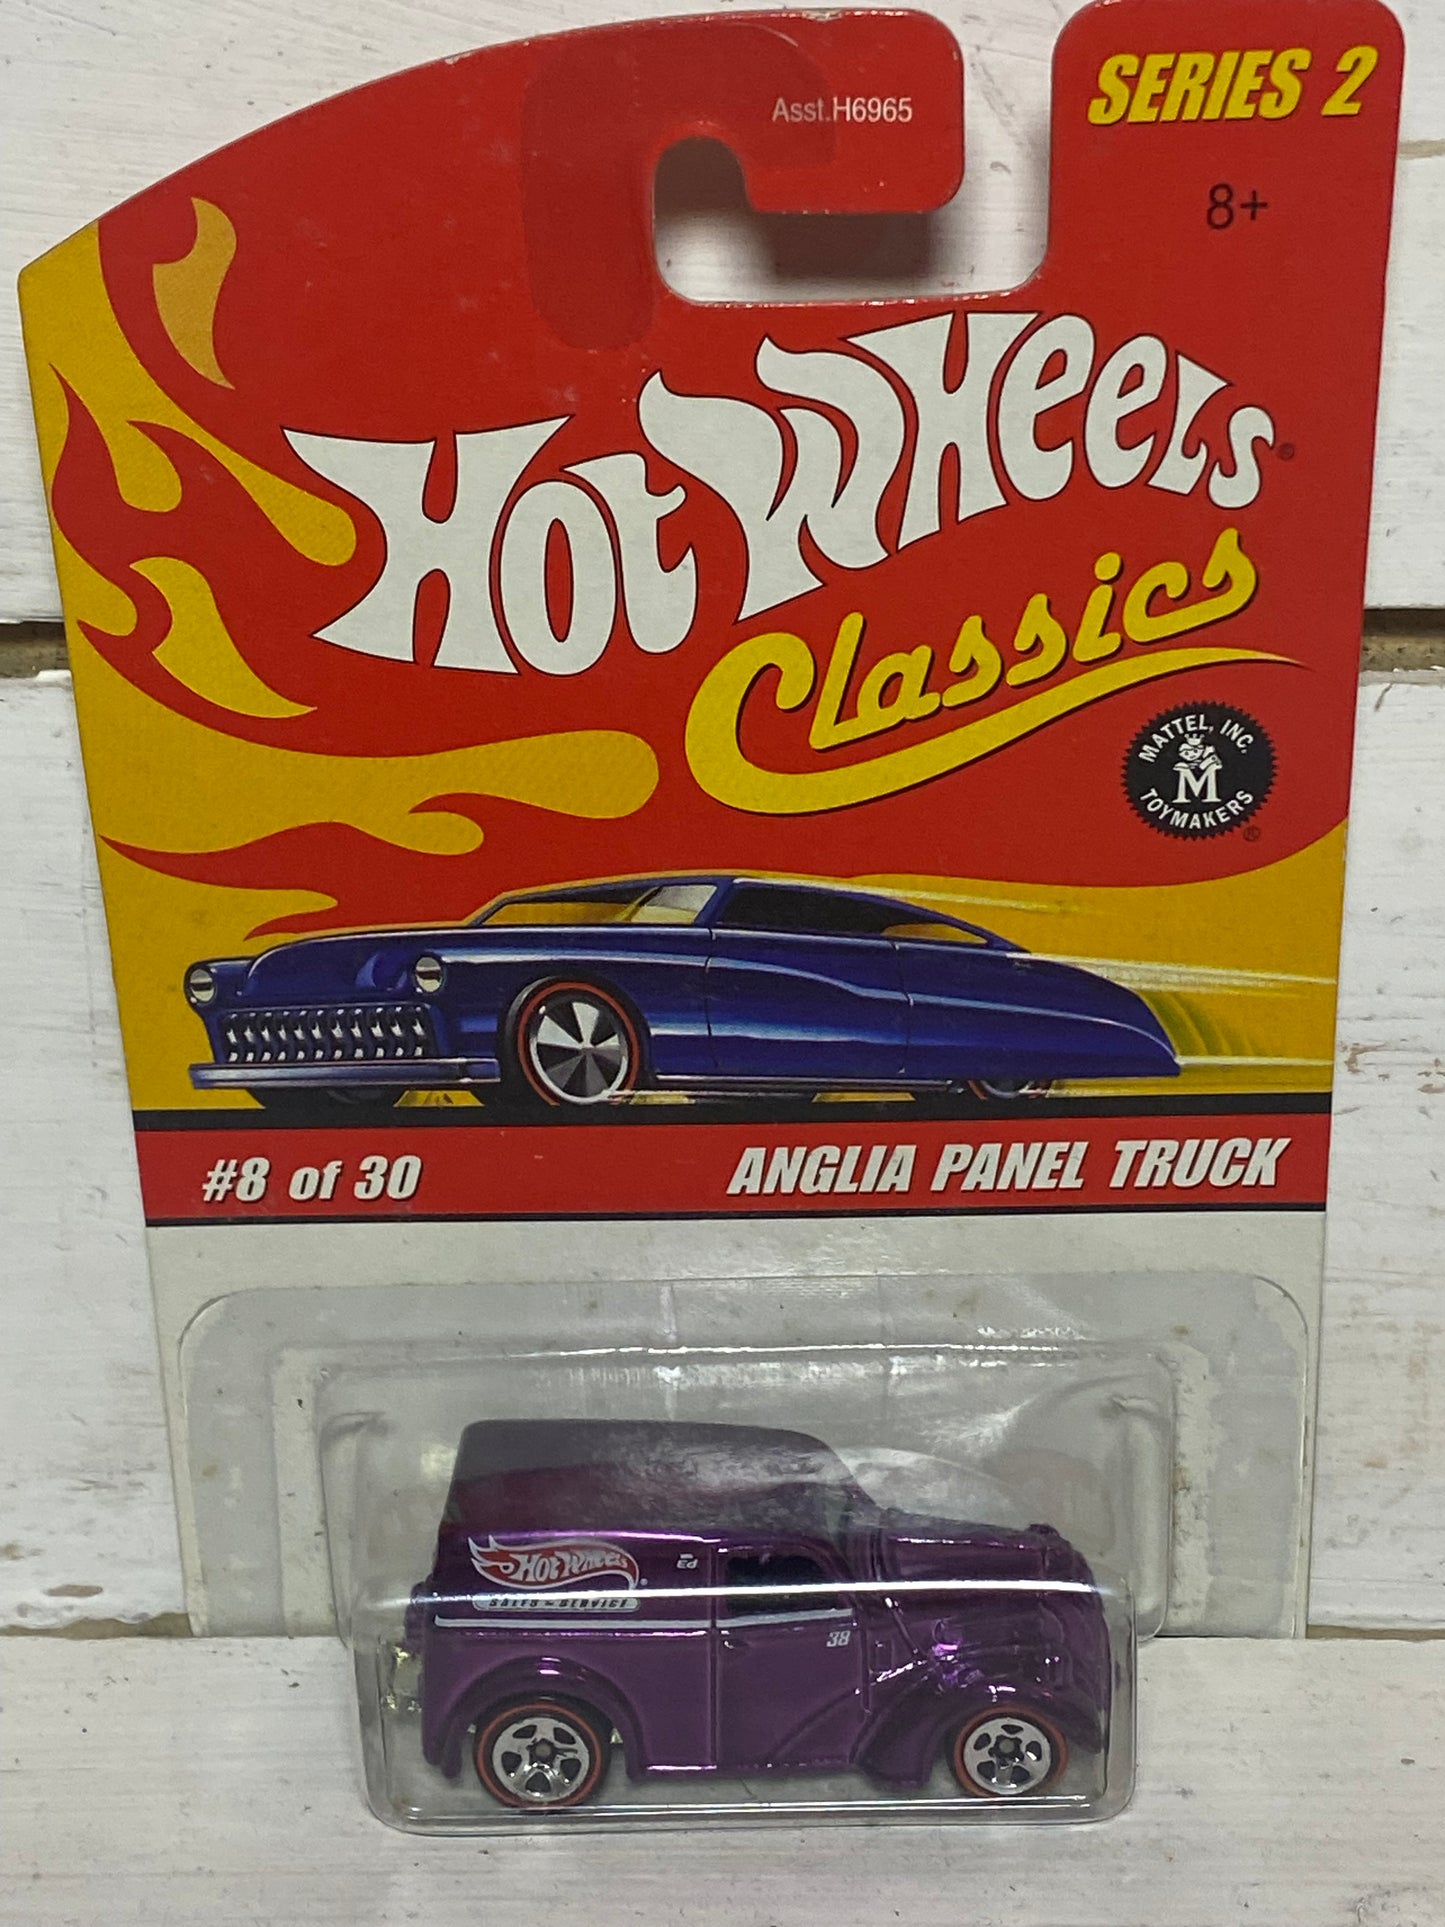 Asst.H6965
SERIES 2
8+
HOT WHEELS®
Classics
MATTEL, INC.
M
TOYMAKERS
®
#8 of 30
ANGLIA PANEL TRUCK
HOT WHEELS®
SALES - SERVICE
Ed
38